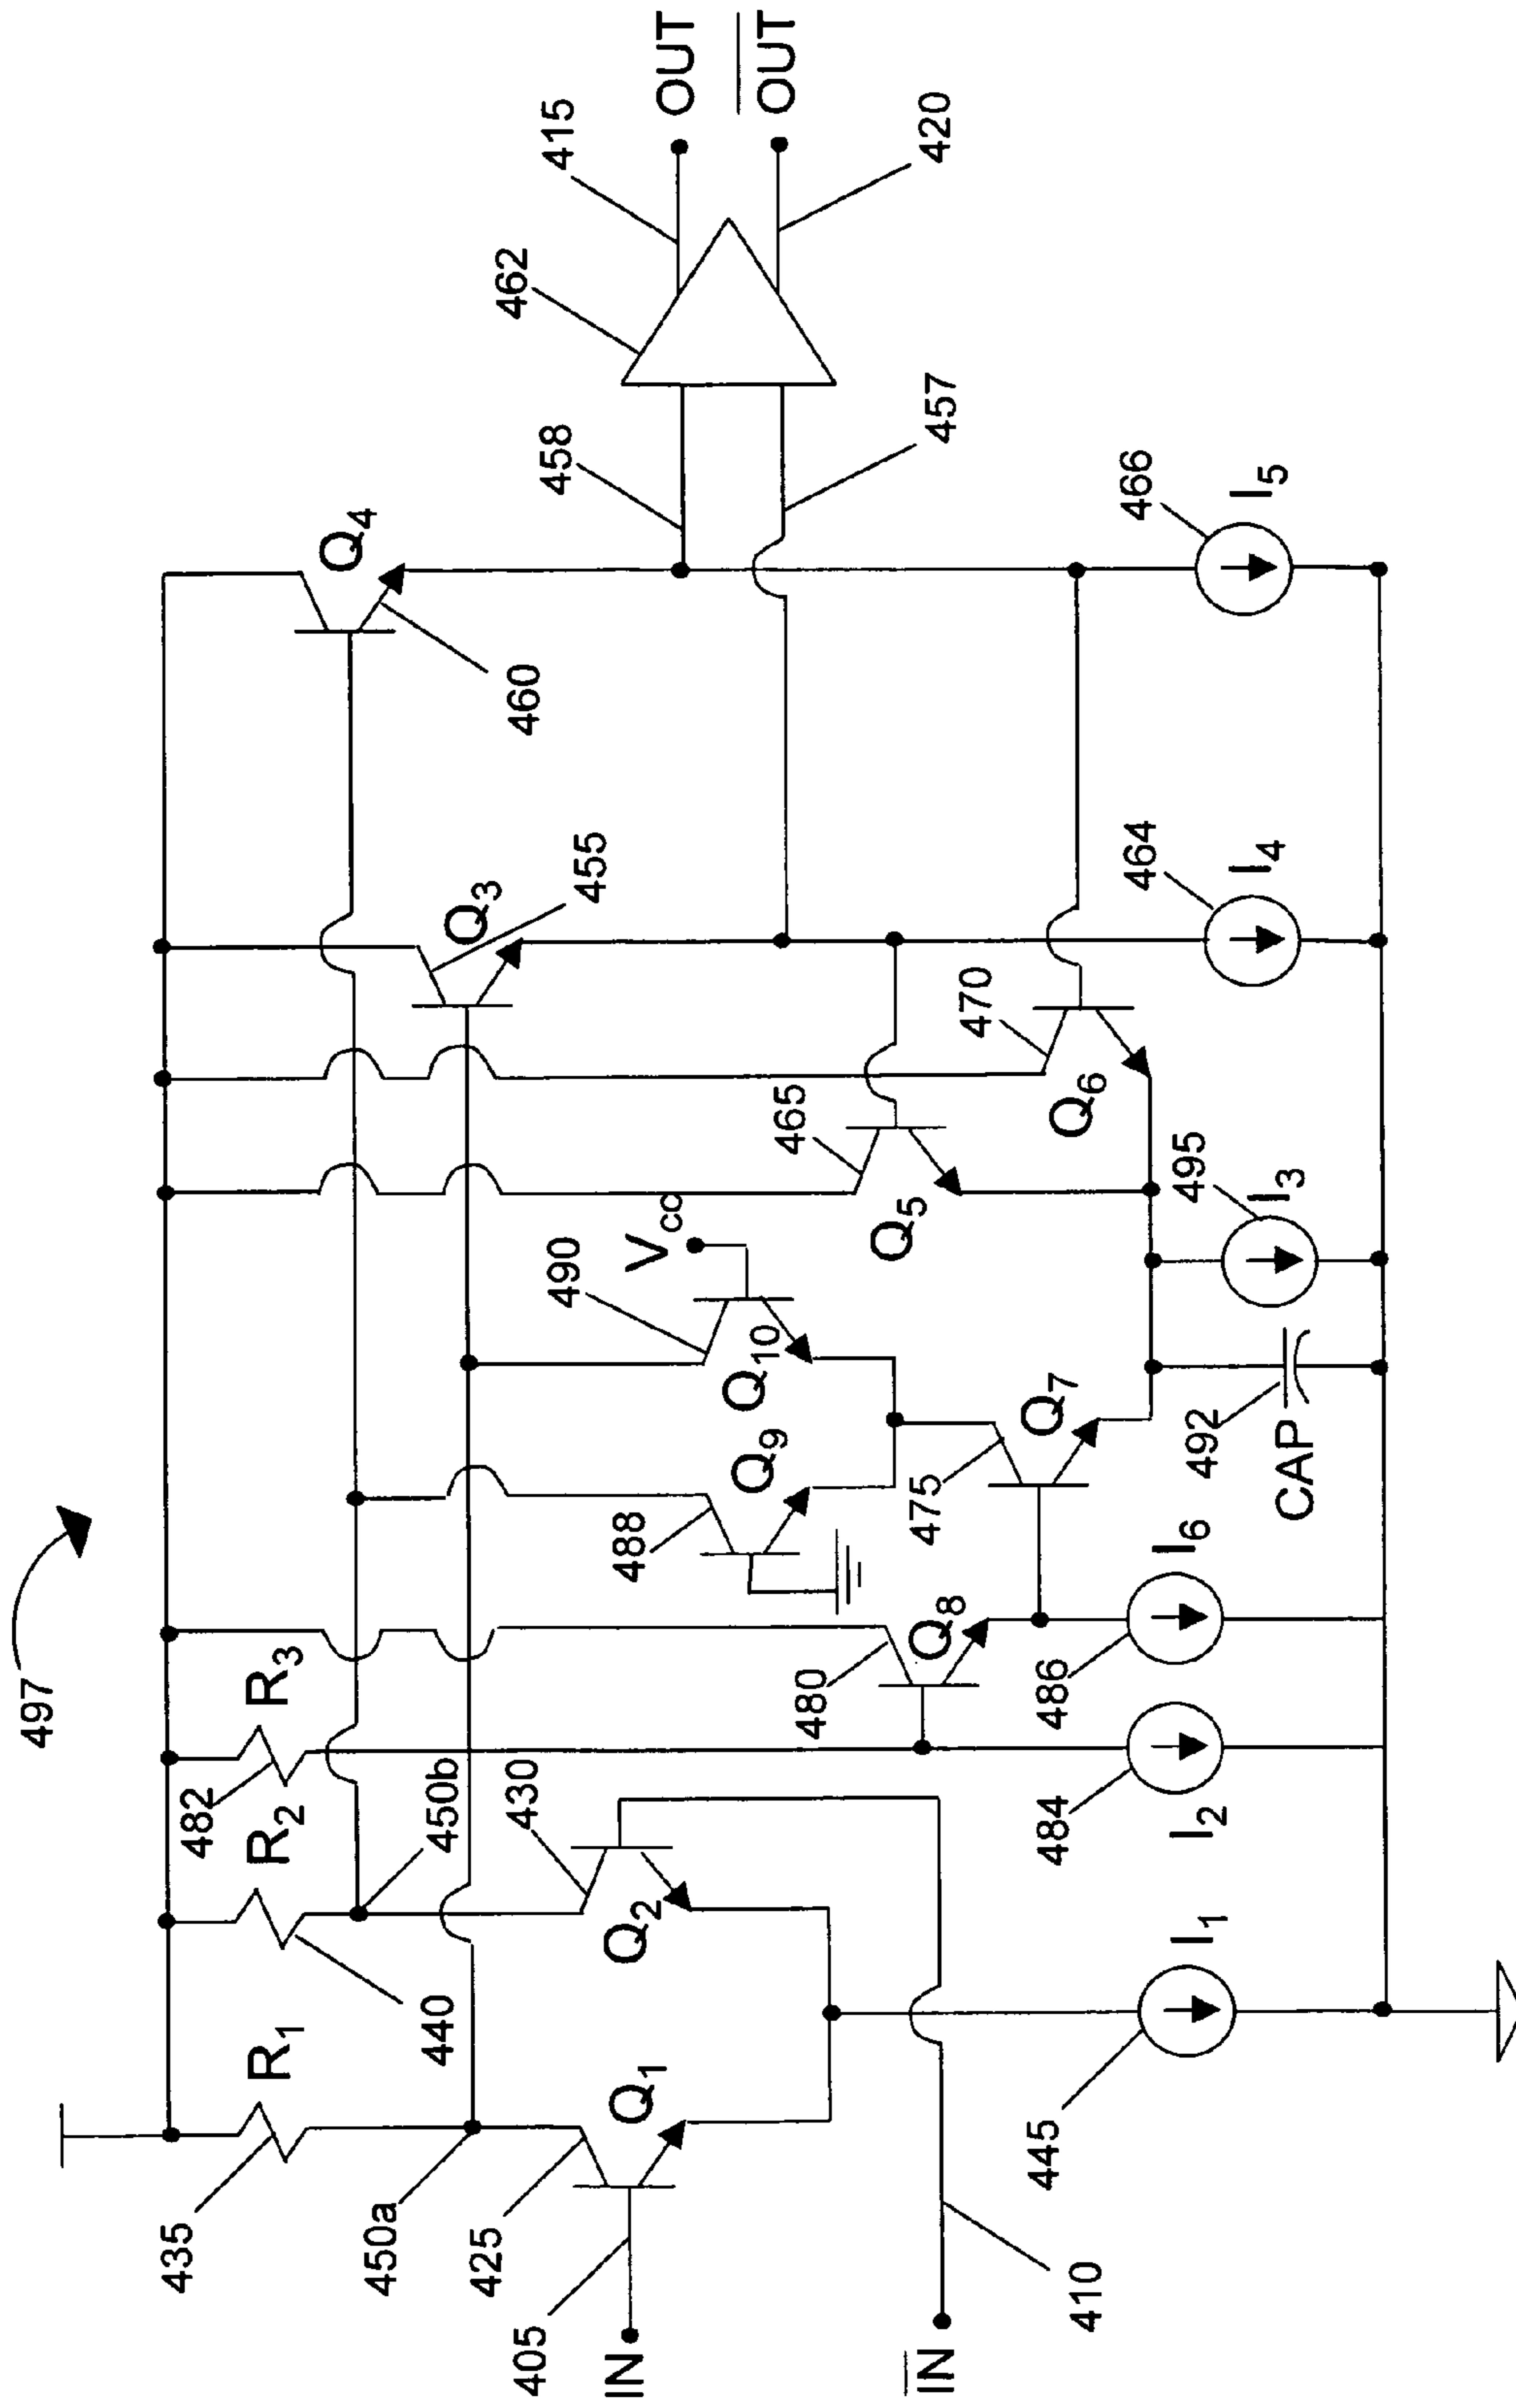 497
435
R1
450a
425
405
IN
Q1
440
R2
482
R3
450b
430
Q2
IN
410
445
I1
484
I2
480
Q8
486
I6
488
Q9
490
VCC
Q10
475
Q7
492
CAP
465
Q5
495
I3
470
Q6
Q3
455
464
I4
Q4
460
458
457
466
I5
462
415
OUT
OUT
420